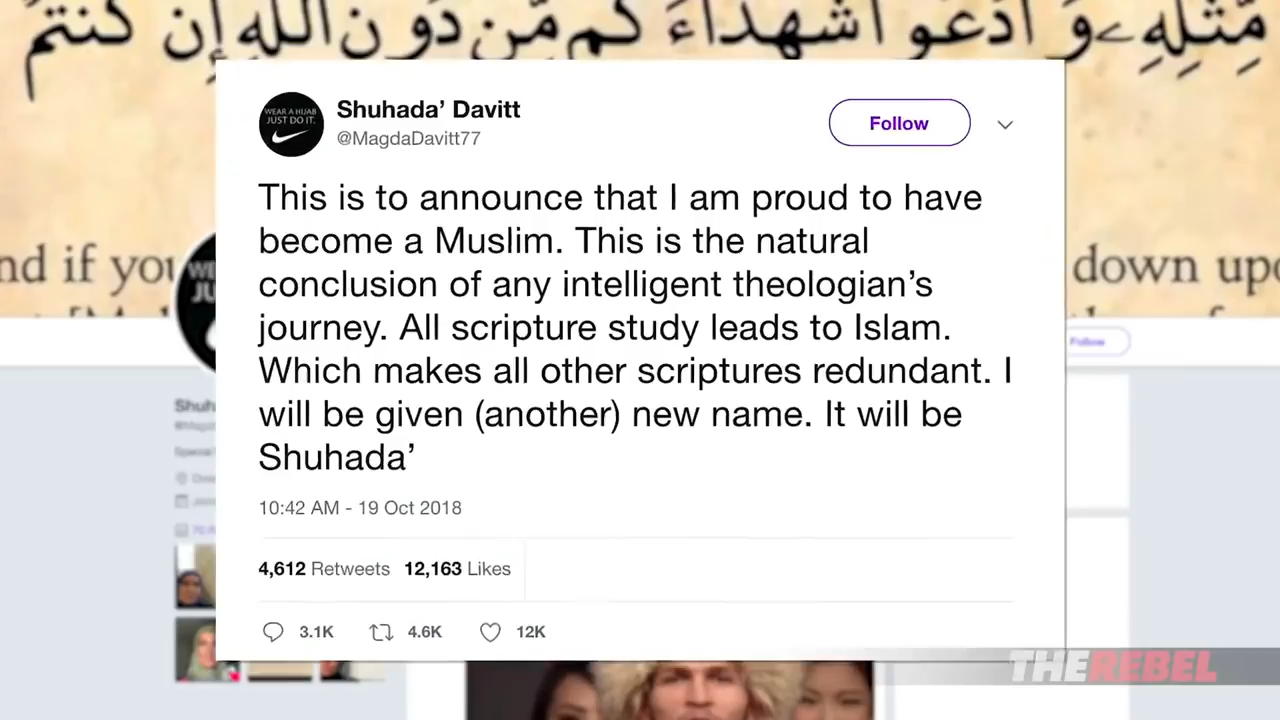 مِّثْلِهِۦ وَٱدْعُوا۟ شُهَدَآءَكُم مِّن دُونِ ٱللَّهِ إِن كُنتُمْ
Shuhada’ Davitt
@MagdaDavitt77
WEAR A HIJAB
JUST DO IT.
Follow
This is to announce that I am proud to have
become a Muslim. This is the natural
conclusion of any intelligent theologian’s
journey. All scripture study leads to Islam.
Which makes all other scriptures redundant. I
will be given (another) new name. It will be
Shuhada’
10:42 AM - 19 Oct 2018
4,612 Retweets 12,163 Likes
3.1K 4.6K 12K
if you
down
Follow
THE REBEL